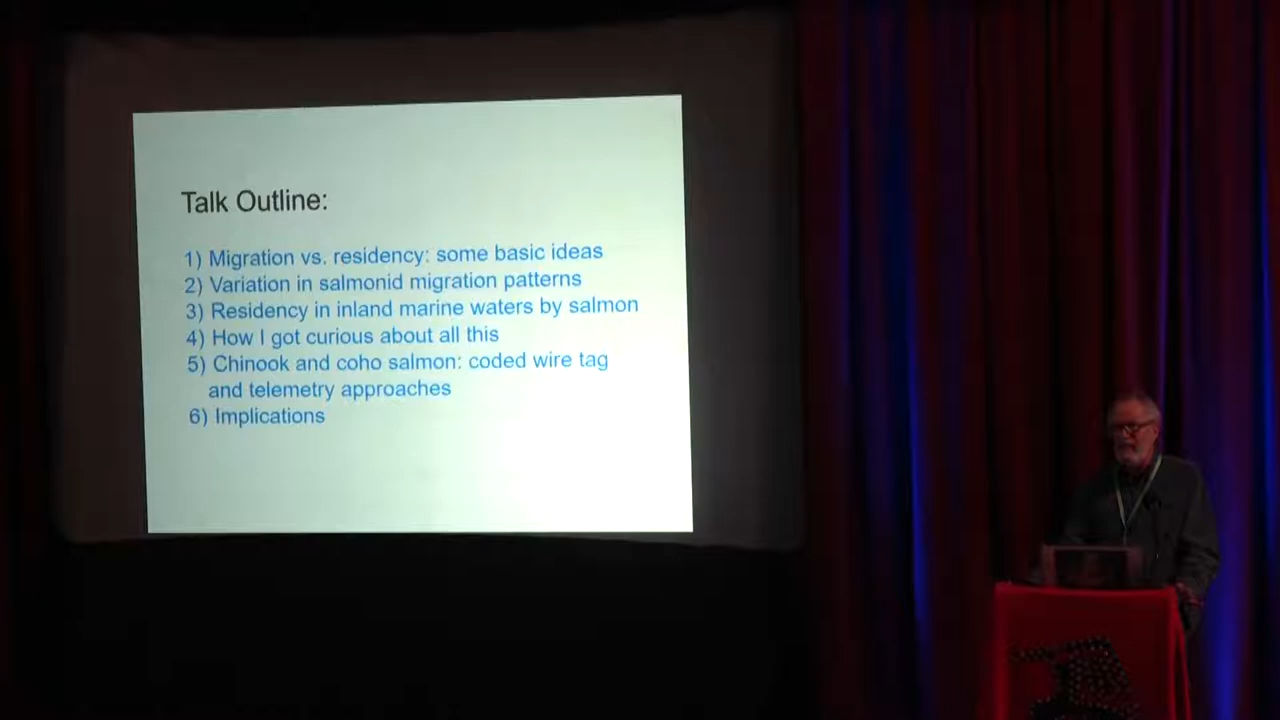 Talk Outline:
1) Migration vs. residency: some basic ideas
2) Variation in salmonid migration patterns
3) Residency in inland marine waters by salmon
4) How I got curious about all this
5) Chinook and coho salmon: coded wire tag
and telemetry approaches
6) Implications